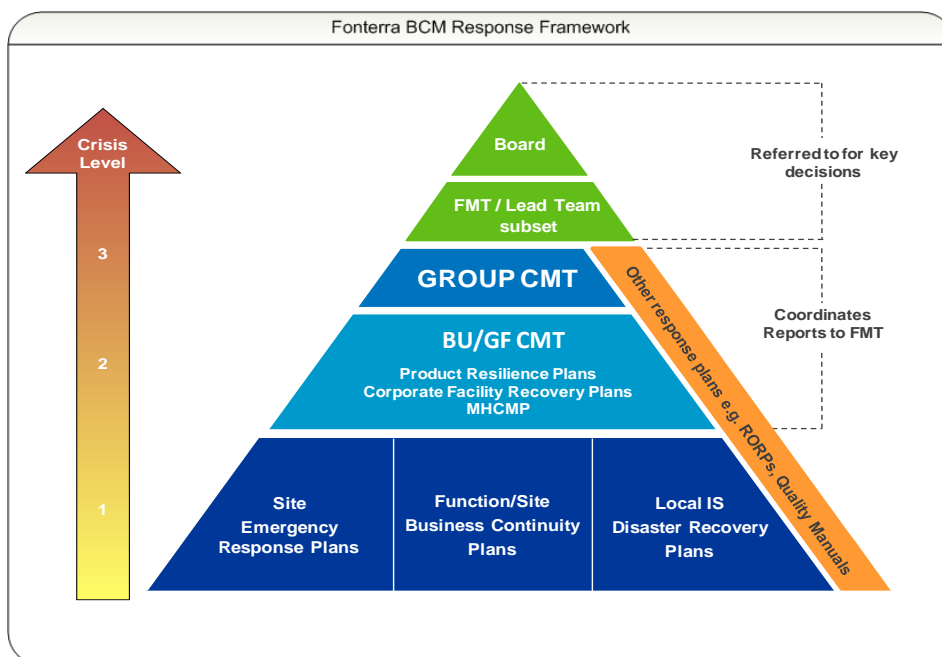 Fonterra BCM Response Framework
Crisis
Level
3
2
1
Board
FMT / Lead Team
subset
GROUP CMT
BU/GF CMT
Product Resilience Plans
Corporate Facility Recovery Plans
MHCMP
Site
Emergency
Response Plans
Function/Site
Business Continuity
Plans
Local IS
Disaster Recovery
Plans
Other response plans e.g. RORPs, Quality Manuals
Referred to for key
decisions
Coordinates
Reports to FMT